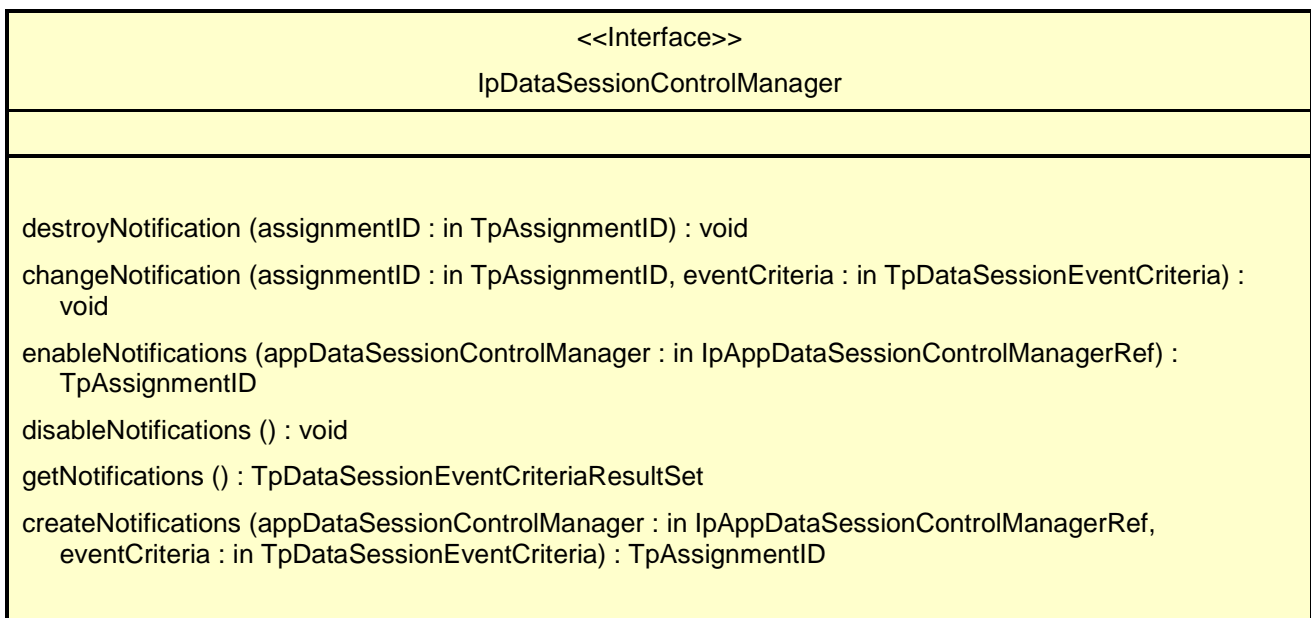 <<Interface>>
IpDataSessionControlManager
destroyNotification (assignmentID : in TpAssignmentID) : void
changeNotification (assignmentID : in TpAssignmentID, eventCriteria : in TpDataSessionEventCriteria) :
void
enableNotifications (appDataSessionControlManager : in IpAppDataSessionControlManagerRef) :
TpAssignmentID
disableNotifications () : void
getNotifications () : TpDataSessionEventCriteriaResultSet
createNotifications (appDataSessionControlManager : in IpAppDataSessionControlManagerRef,
eventCriteria : in TpDataSessionEventCriteria) : TpAssignmentID